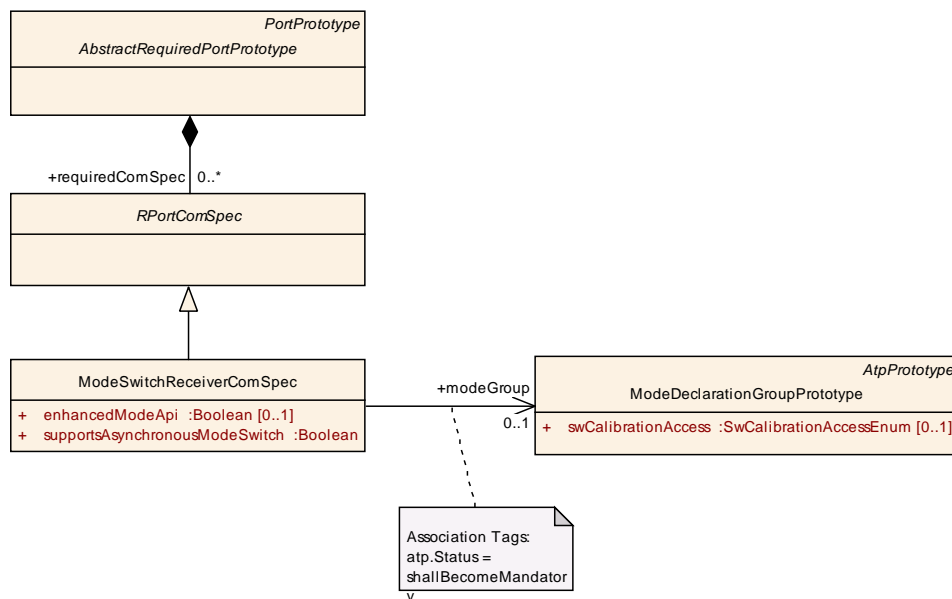 PortPrototype
AbstractRequiredPortPrototype
+requiredComSpec 0..*
RPortComSpec
ModeSwitchReceiverComSpec
+ enhancedModeApi :Boolean [0..1]
+ supportsAsynchronousModeSwitch :Boolean
+modeGroup
0..1
AtpPrototype
ModeDeclarationGroupPrototype
+ swCalibrationAccess :SwCalibrationAccessEnum [0..1]
Association Tags:
atp.Status =
shallBecomeMandator
y